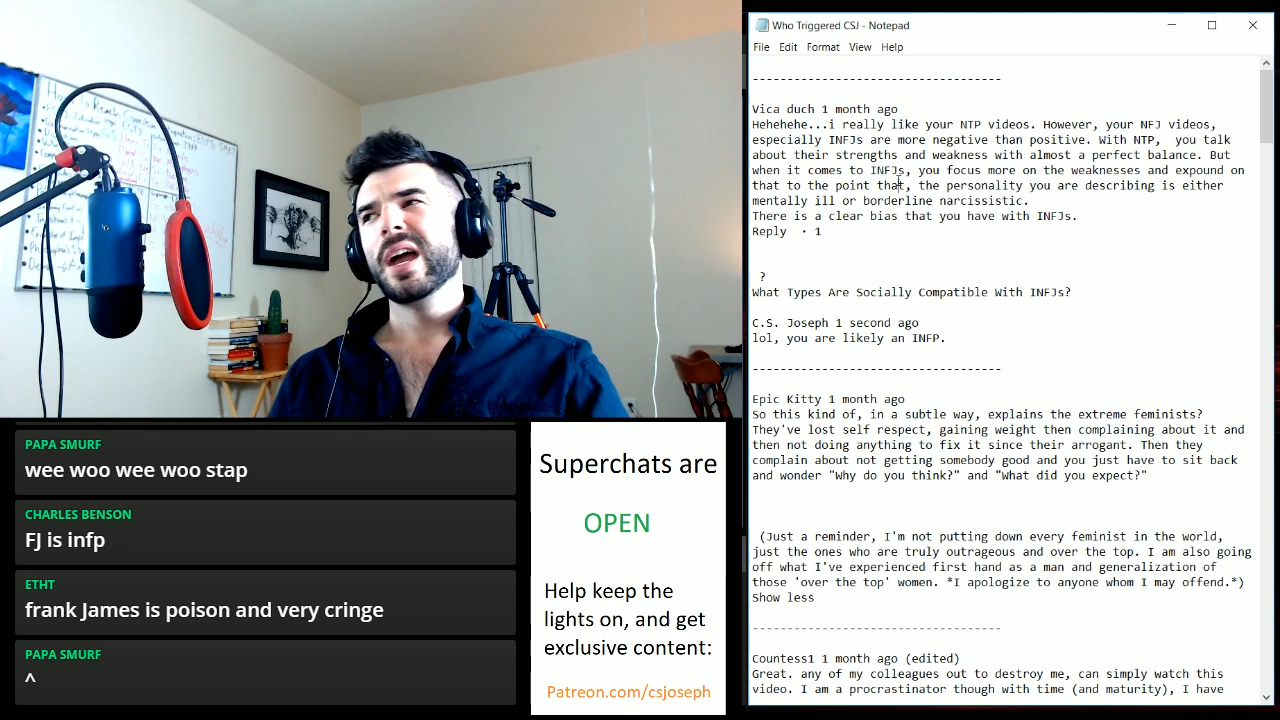 Who Triggered CSJ - Notepad
File Edit Format View Help
-----------------------------------
Vica duch 1 month ago
Hehehehe...i really like your NTP videos. However, your NFJ videos,
especially INFJs are more negative than positive. With NTP,  you talk
about their strengths and weakness with almost a perfect balance. But
when it comes to INFJs, you focus more on the weaknesses and expound on
that to the point that, the personality you are describing is either
mentally ill or borderline narcissistic.
There is a clear bias that you have with INFJs.
Reply  · 1
?
What Types Are Socially Compatible With INFJs?
C.S. Joseph 1 second ago
lol, you are likely an INFP.
-----------------------------------
Epic Kitty 1 month ago
So this kind of, in a subtle way, explains the extreme feminists?
They've lost self respect, gaining weight then complaining about it and
then not doing anything to fix it since their arrogant. Then they
complain about not getting somebody good and you just have to sit back
and wonder "Why do you think?" and "What did you expect?"
(Just a reminder, I'm not putting down every feminist in the world,
just the ones who are truly outrageous and over the top. I am also going
off what I've experienced first hand as a man and generalization of
those 'over the top' women. *I apologize to anyone whom I may offend.*)
Show less
-----------------------------------
Countess1 1 month ago (edited)
Great. any of my colleagues out to destroy me, can simply watch this
video. I am a procrastinator though with time (and maturity), I have
PAPA SMURF
wee woo wee woo stap
CHARLES BENSON
FJ is infp
ETHT
frank James is poison and very cringe
PAPA SMURF
^
Superchats are
OPEN
Help keep the
lights on, and get
exclusive content:
Patreon.com/csjoseph